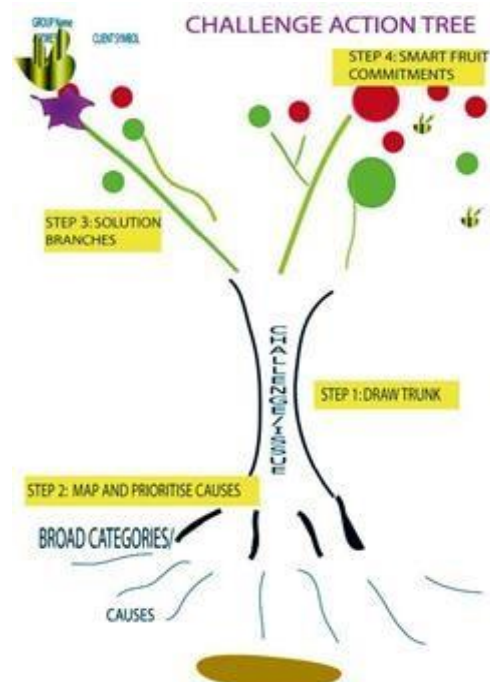 GROUP Name
CLIENT SYMBOL
CHALLENGE ACTION TREE
STEP 4: SMART FRUIT
COMMITMENTS
STEP 3: SOLUTION
BRANCHES
CHALLENGE/ISSUE
STEP 1: DRAW TRUNK
STEP 2: MAP AND PRIORITISE CAUSES
BROAD CATEGORIES/
CAUSES